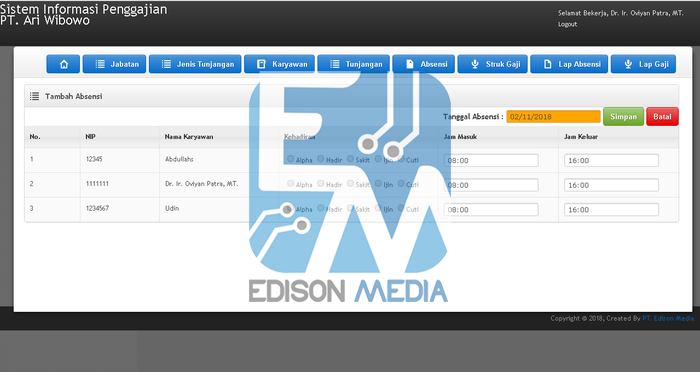 Sistem Informasi Penggajian
PT. Ari Wibowo
Selamat Bekerja, Dr. Ir. Oviyan Patra, MT.
Logout
Jabatan Jenis Tunjangan Karyawan Tunjangan Absensi Struk Gaji Lap Absensi Lap Gaji
Tambah Absensi
Tanggal Absensi : 02/11/2018 Simpan Batal
No. NIP Nama Karyawan Kehadiran Jam Masuk Jam Keluar
1 12345 Abdullahs Alpha Hadir Sakit Ijin Cuti 08:00 16:00
2 1111111 Dr. Ir. Oviyan Patra, MT. Alpha Hadir Sakit Ijin Cuti 08:00 16:00
3 1234567 Udin Alpha Hadir Sakit Ijin Cuti 08:00 16:00
EDISON MEDIA
Copyright © 2018, Created By PT. Edison Media